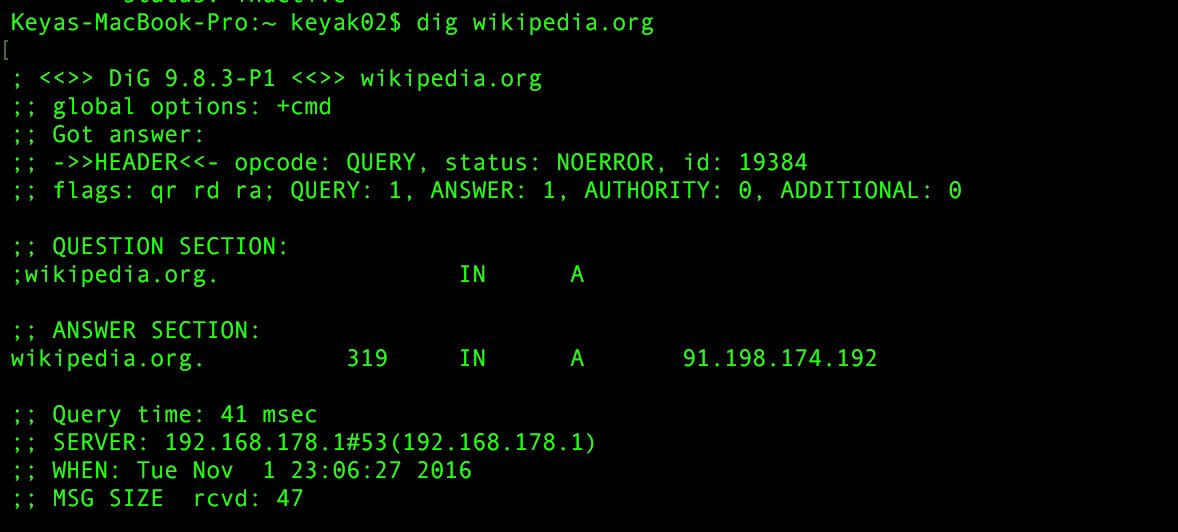 status: inactive
Keyas-MacBook-Pro:~ keyak02$ dig wikipedia.org
[
; <<>> DiG 9.8.3-P1 <<>> wikipedia.org
;; global options: +cmd
;; Got answer:
;; ->>HEADER<<- opcode: QUERY, status: NOERROR, id: 19384
;; flags: qr rd ra; QUERY: 1, ANSWER: 1, AUTHORITY: 0, ADDITIONAL: 0

;; QUESTION SECTION:
;wikipedia.org. IN A

;; ANSWER SECTION:
wikipedia.org. 319 IN A 91.198.174.192

;; Query time: 41 msec
;; SERVER: 192.168.178.1#53(192.168.178.1)
;; WHEN: Tue Nov  1 23:06:27 2016
;; MSG SIZE  rcvd: 47